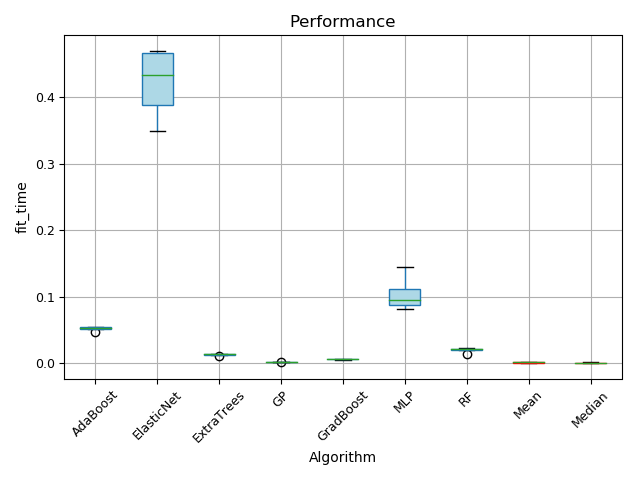 Performance
fit_time
0.4
0.3
0.2
0.1
0.0
AdaBoost
ElasticNet
ExtraTrees
GP
GradBoost
MLP
RF
Mean
Median
Algorithm